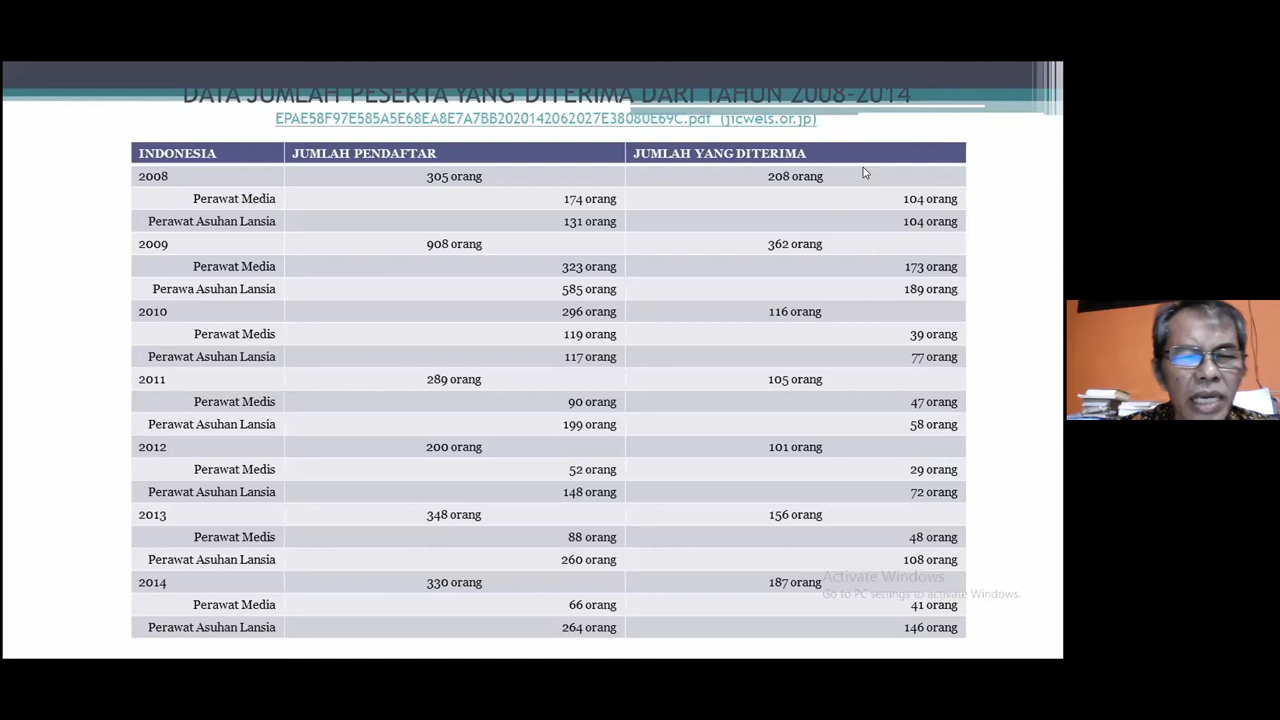 DATA JUMLAH PESERTA YANG DITERIMA DARI TAHUN 2008-2014
EPAE58F97E585A5E68EA8E7A7BB2020142062027E38080E69C.pdf (jicwels.or.jp)
INDONESIA JUMLAH PENDAFTAR JUMLAH YANG DITERIMA
2008 305 orang 208 orang
Perawat Media 174 orang 104 orang
Perawat Asuhan Lansia 131 orang 104 orang
2009 908 orang 362 orang
Perawat Media 323 orang 173 orang
Perawa Asuhan Lansia 585 orang 189 orang
2010 296 orang 116 orang
Perawat Medis 119 orang 39 orang
Perawat Asuhan Lansia 117 orang 77 orang
2011 289 orang 105 orang
Perawat Medis 90 orang 47 orang
Perawat Asuhan Lansia 199 orang 58 orang
2012 200 orang 101 orang
Perawat Medis 52 orang 29 orang
Perawat Asuhan Lansia 148 orang 72 orang
2013 348 orang 156 orang
Perawat Medis 88 orang 48 orang
Perawat Asuhan Lansia 260 orang 108 orang
Activate Windows
2014 330 orang 187 orang
Go to PC settings to activate Windows.
Perawat Media 66 orang 41 orang
Perawat Asuhan Lansia 264 orang 146 orang